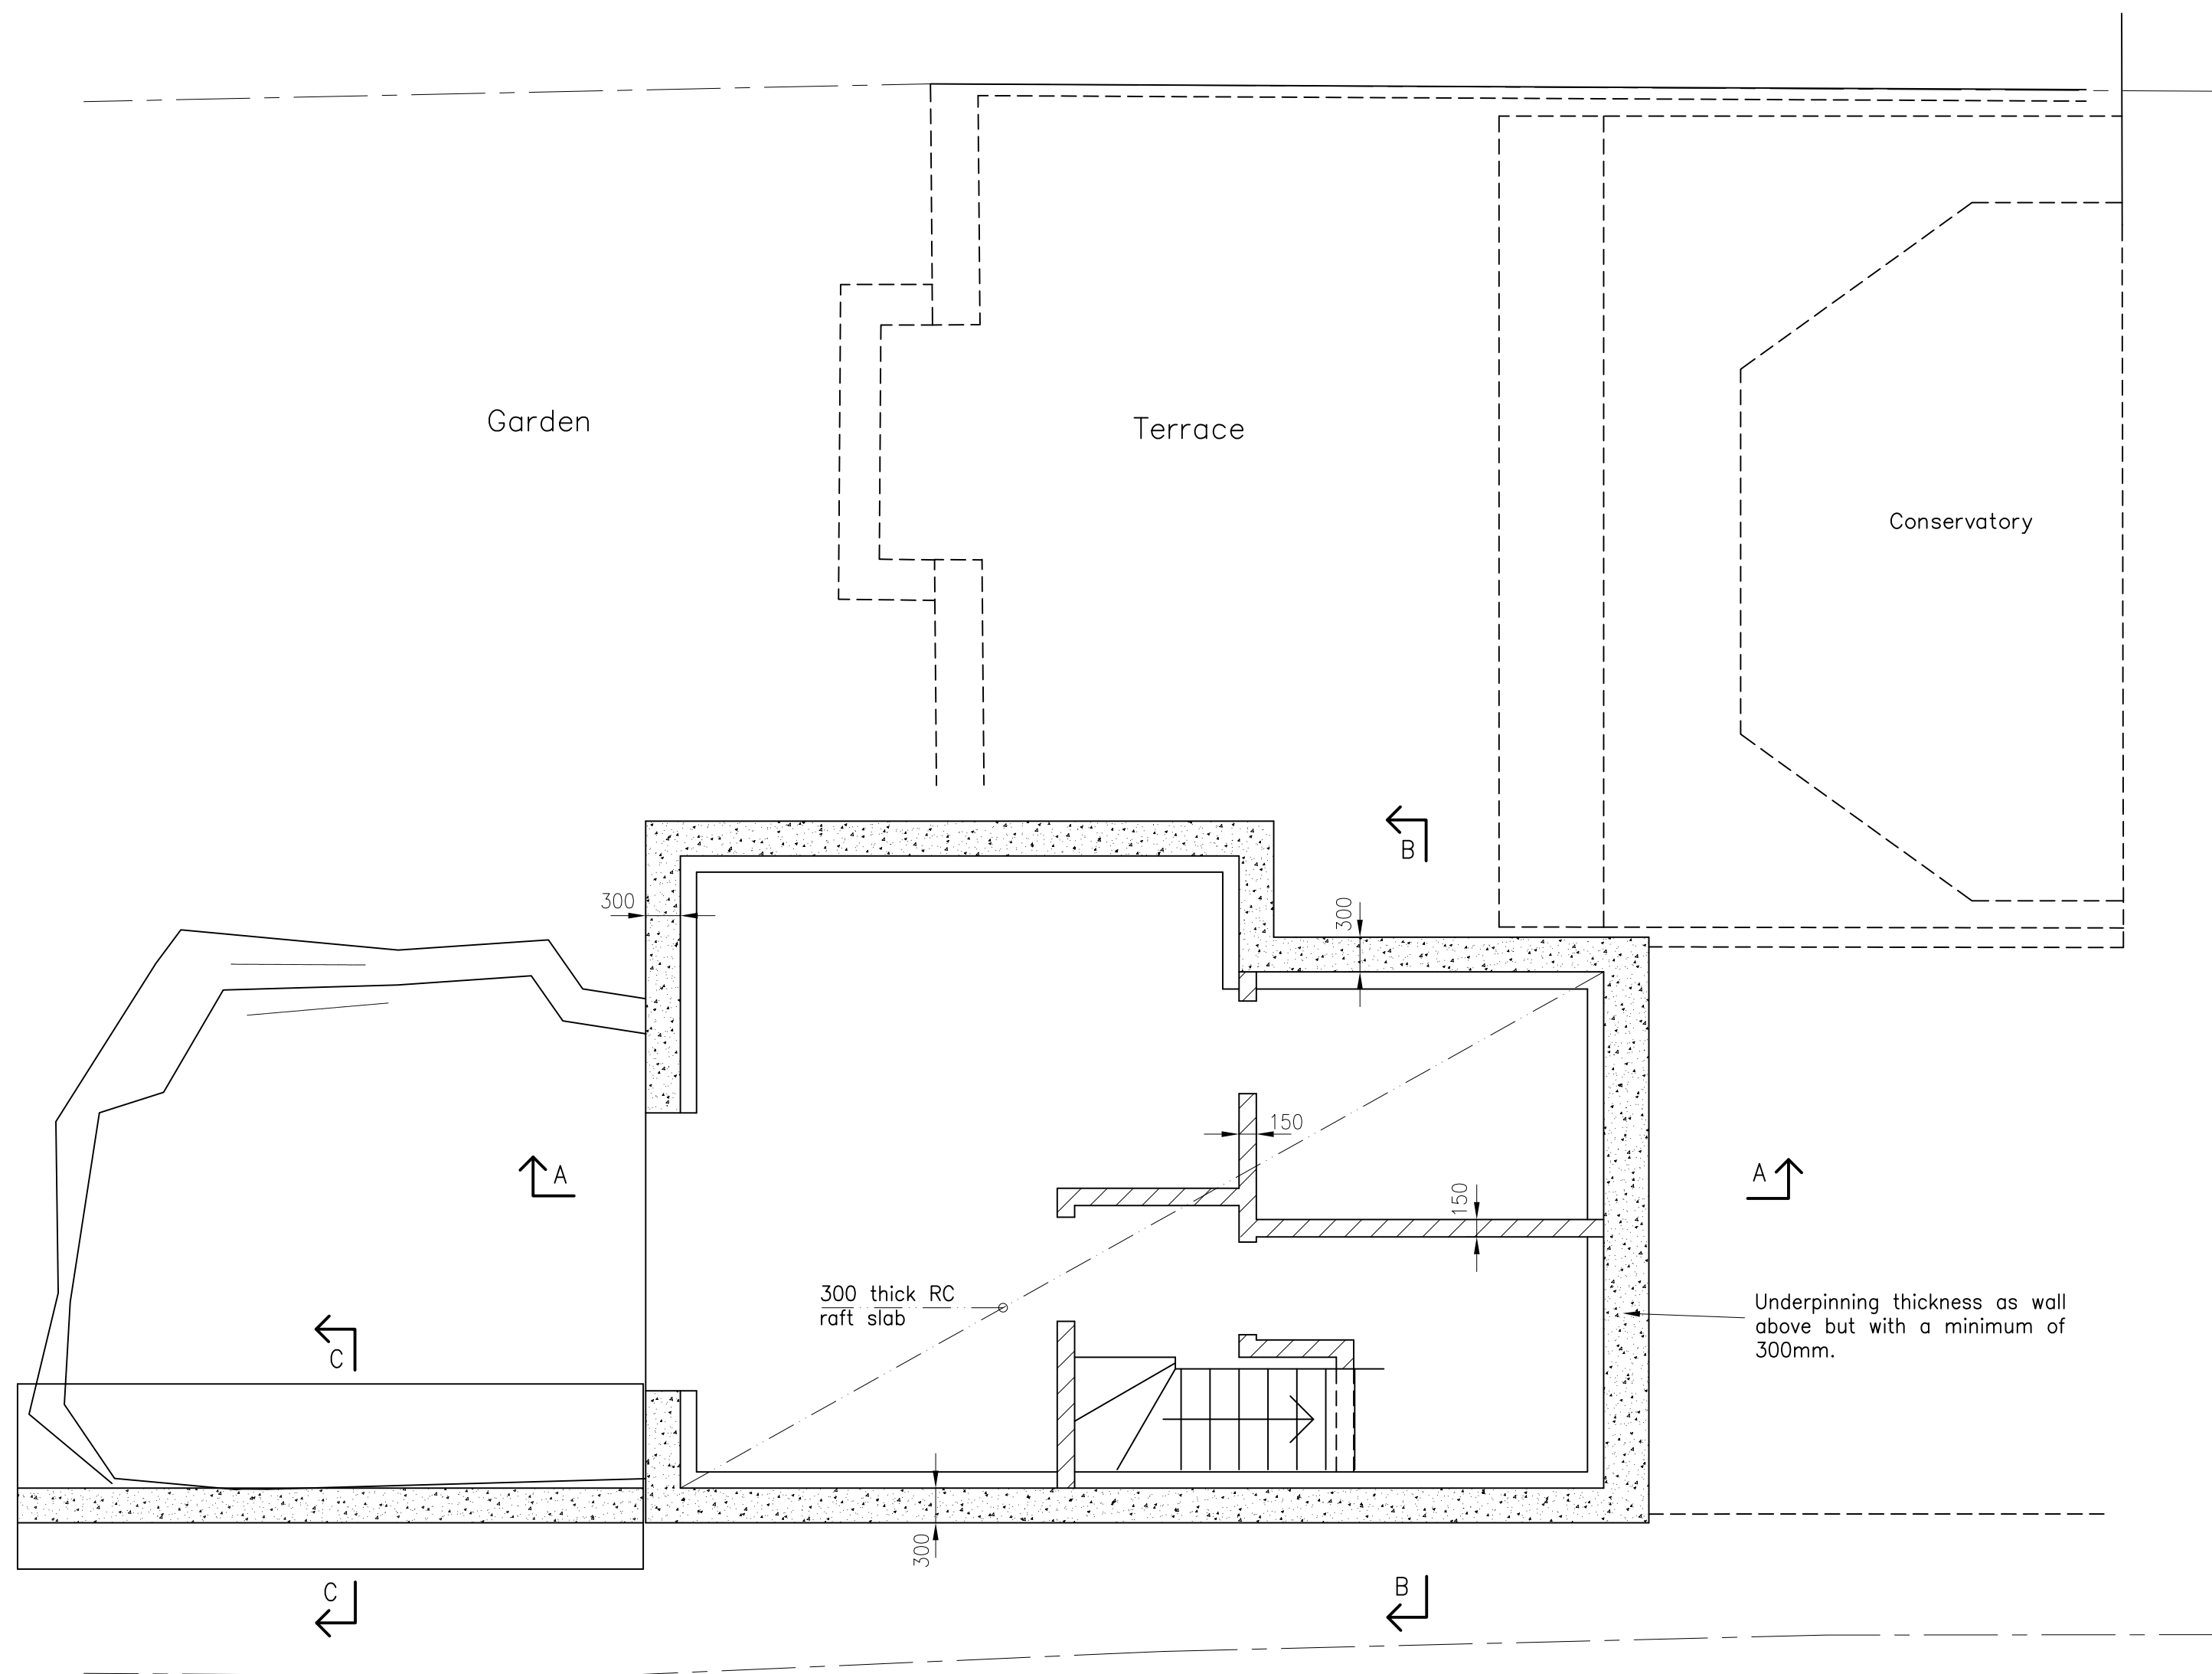 Garden
Terrace
Conservatory
B
300
300
150
A
A
150
300 thick RC
raft slab
Underpinning thickness as wall
above but with a minimum of
300mm.
C
300
C
B